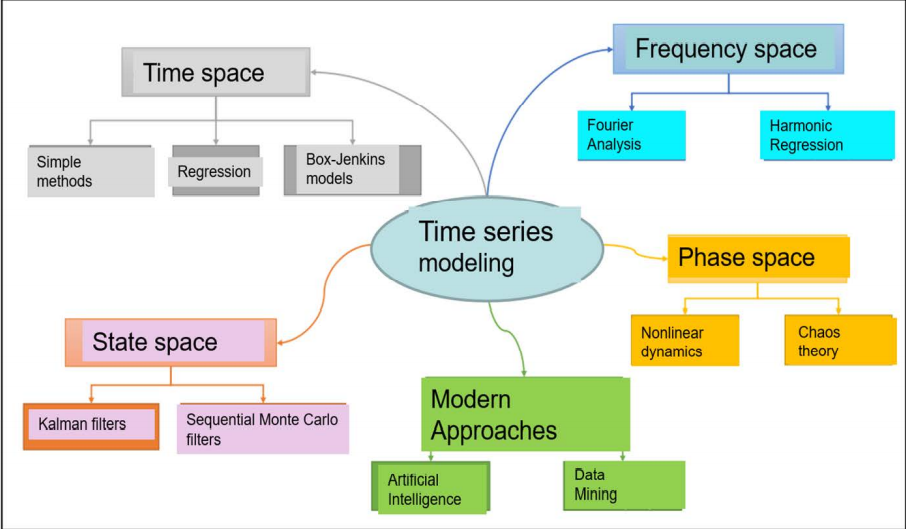 Time space
Frequency space
Simple
methods
Regression
Box-Jenkins
models
Fourier
Analysis
Harmonic
Regression
Time series
modeling
Phase space
Nonlinear
dynamics
Chaos
theory
State space
Kalman filters
Sequential Monte Carlo
filters
Modern
Approaches
Artificial
Intelligence
Data
Mining